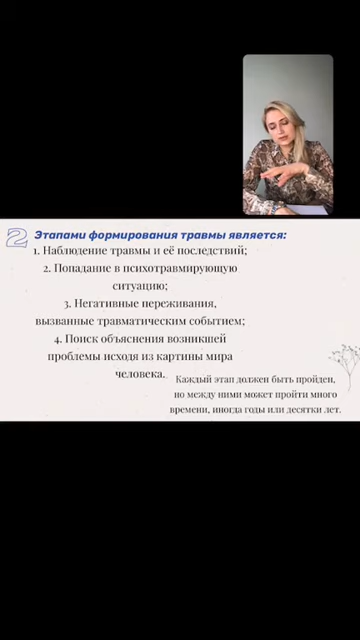 2 Этапами формирования травмы является:
1. Наблюдение травмы и её последствий;
2. Попадание в психотравмирующую
ситуацию;
3. Негативные переживания,
вызванные травматическим событием;
4. Поиск объяснения возникшей
проблемы исходя из картины мира
человека.
Каждый этап должен быть пройден,
но между ними может пройти много
времени, иногда годы или десятки лет.